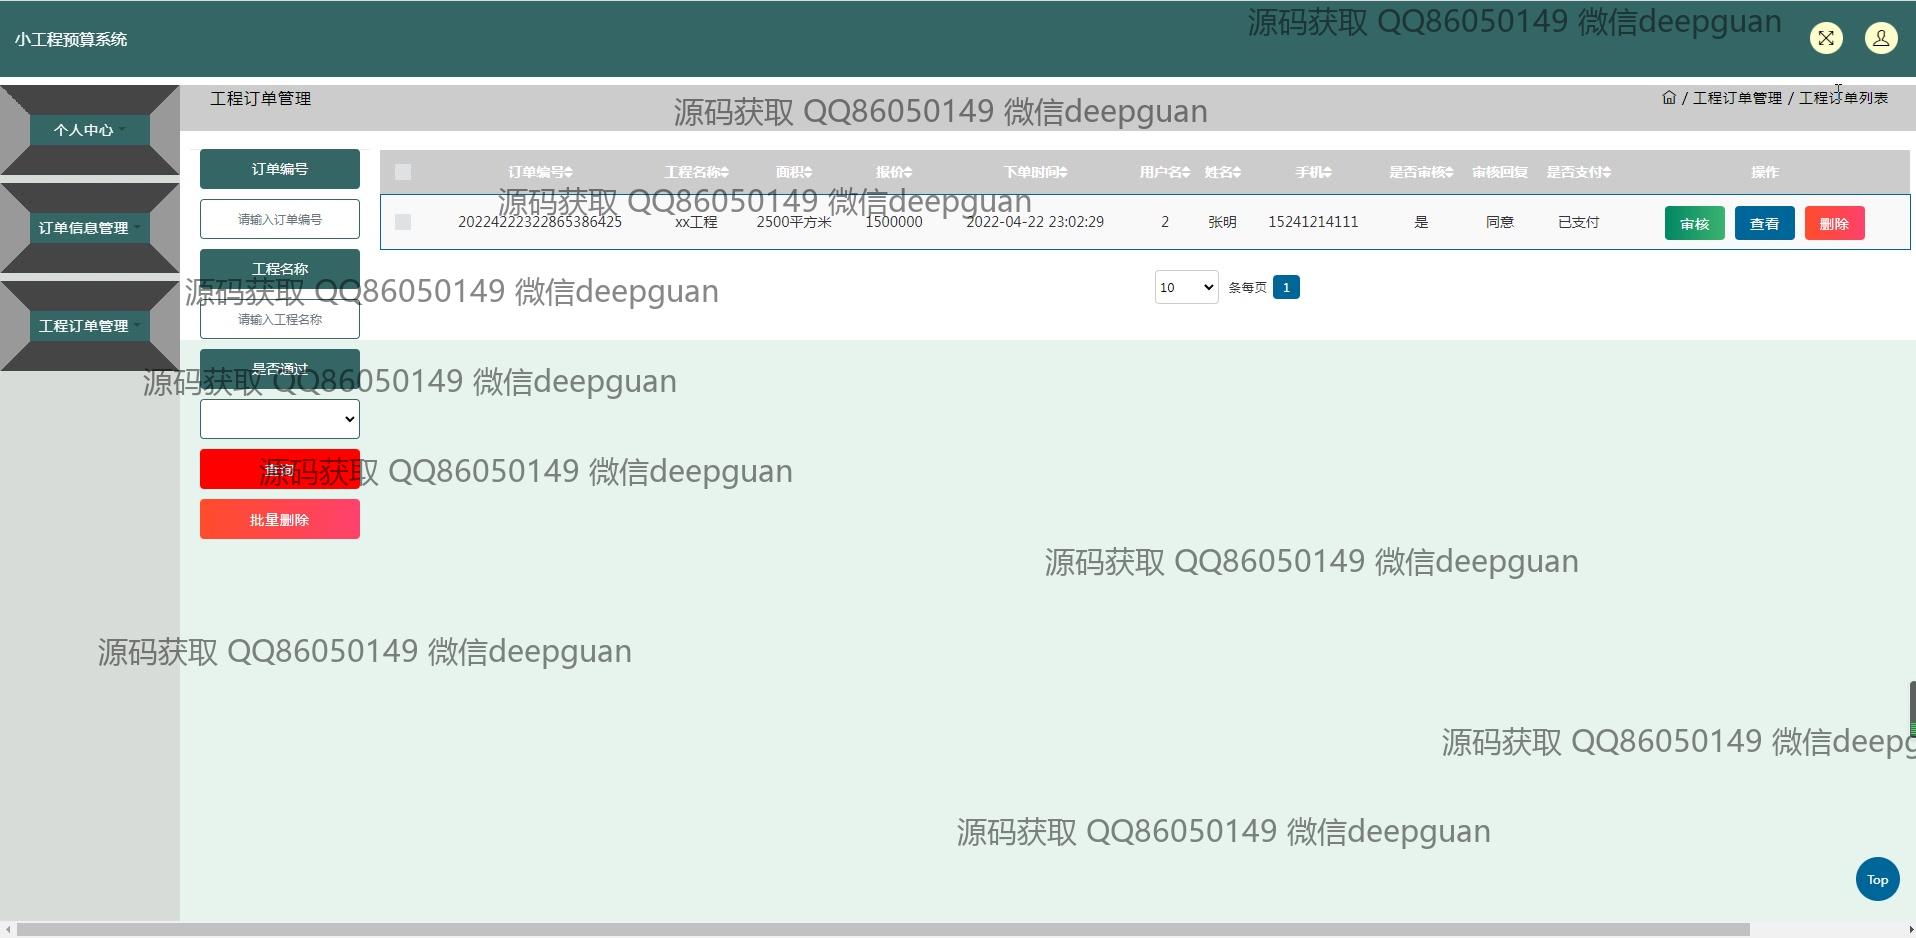 小工程预算系统
源码获取 QQ86050149 微信deepguan
工程订单管理
源码获取 QQ86050149 微信deepguan
/ 工程订单管理 / 工程订单列表
个人中心
订单信息管理
工程订单管理
订单编号
请输入订单编号
工程名称
请输入工程名称
是否通过
查询
批量删除
订单编号 工程名称 面积 报价 下单时间 用户名 姓名 手机 是否审核 审核回复 是否支付 操作
源码获取 QQ86050149 微信deepguan
20224222322865386425 xx工程 2500平方米 1500000 2022-04-22 23:02:29 2 张明 15241214111 是 同意 已支付 审核 查看 删除
10 条每页 1
源码获取 QQ86050149 微信deepguan
源码获取 QQ86050149 微信deepguan
源码获取 QQ86050149 微信deepguan
源码获取 QQ86050149 微信deepguan
源码获取 QQ86050149 微信deepguan
源码获取 QQ86050149 微信deepg
源码获取 QQ86050149 微信deepguan
Top